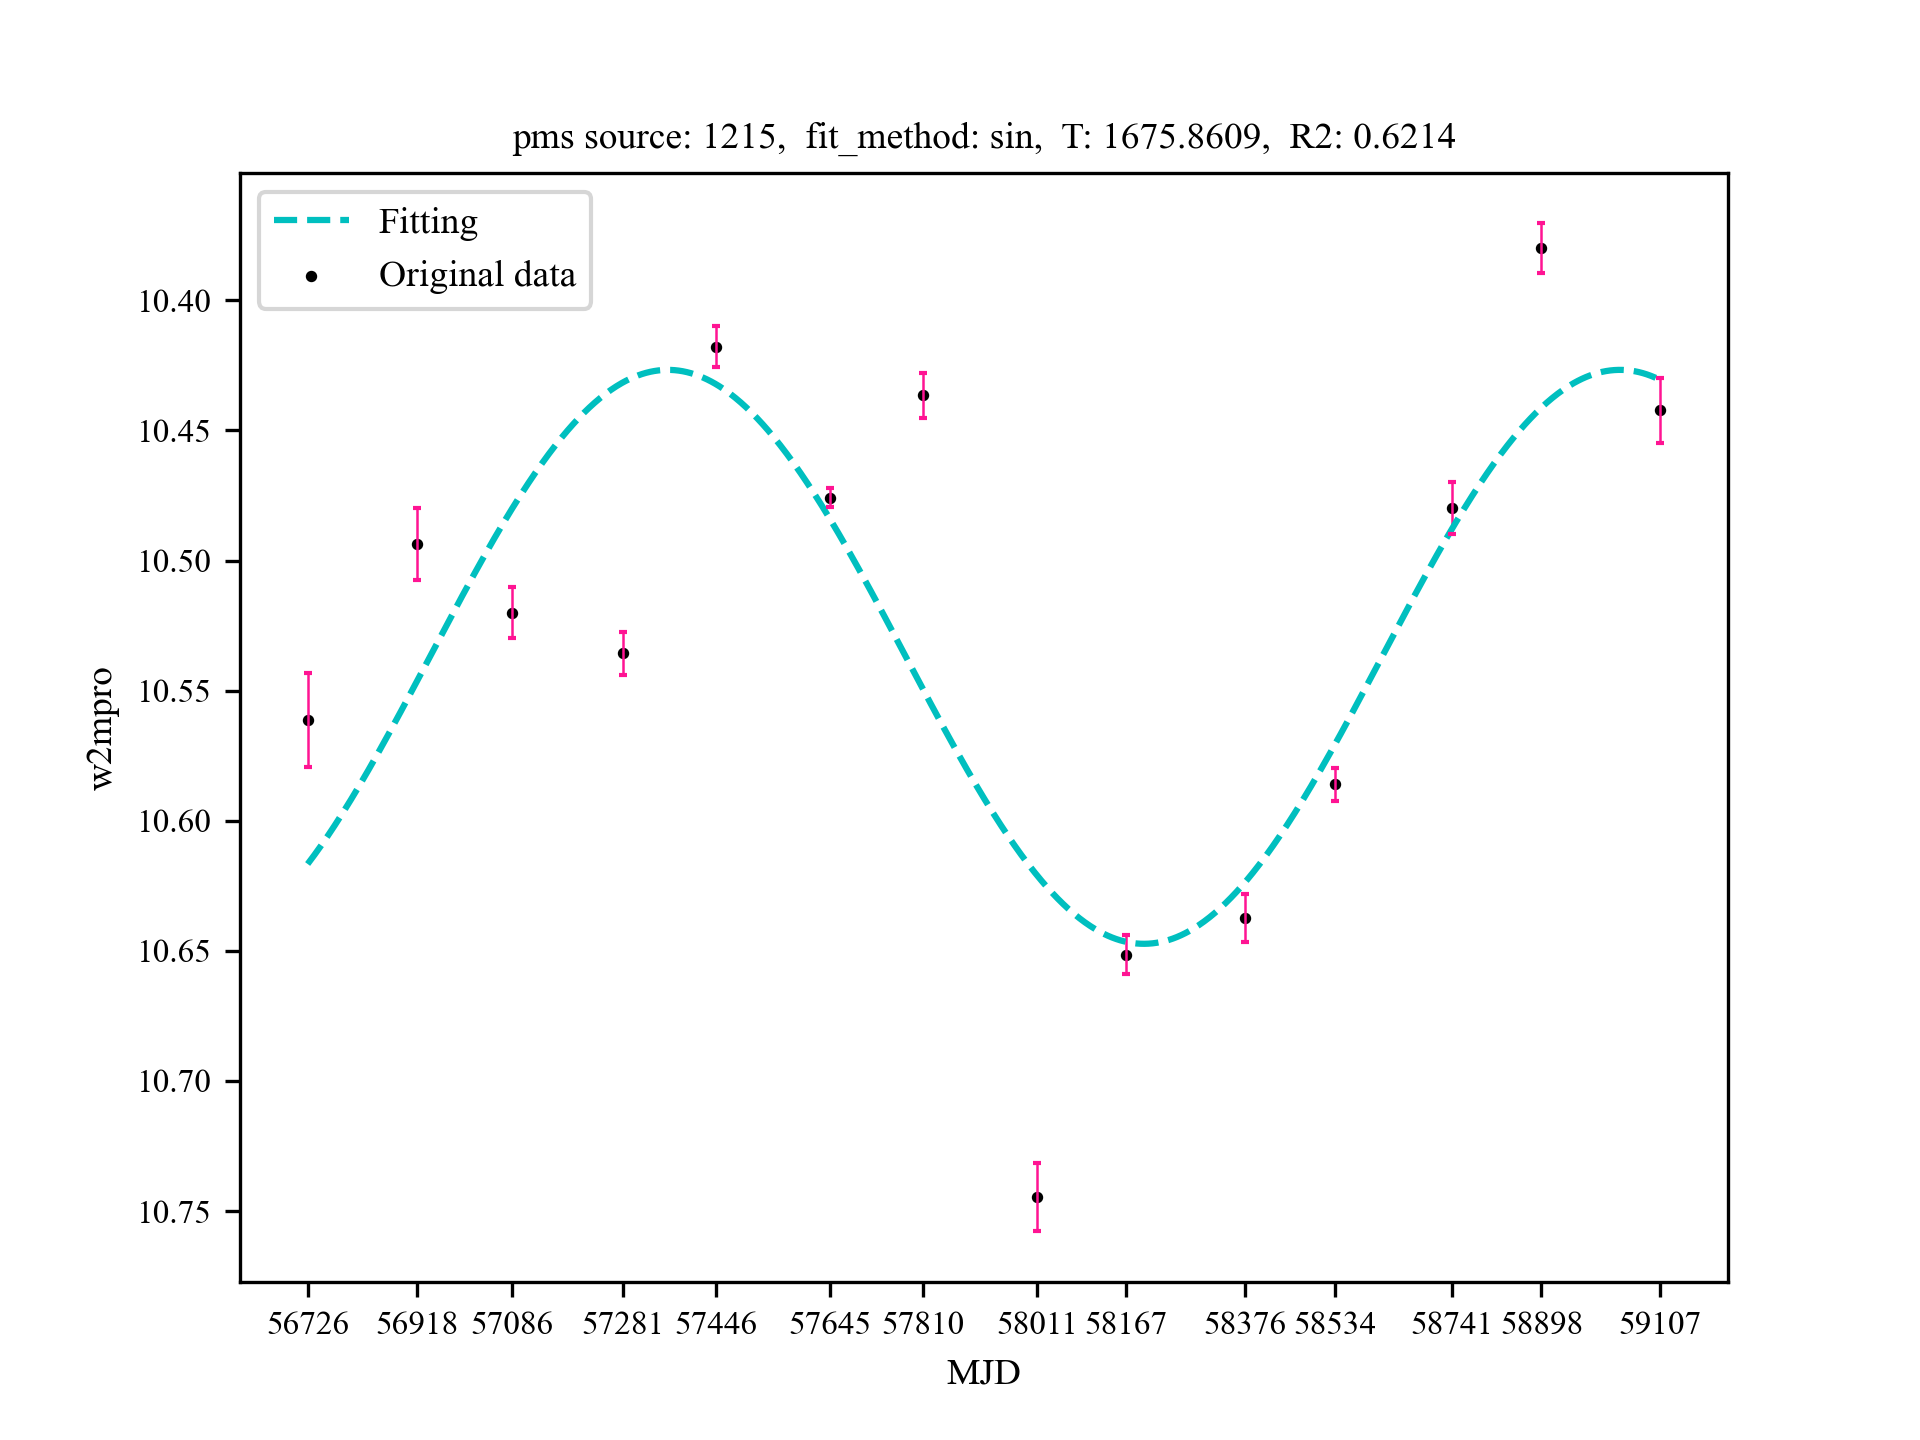 pms source: 1215,  fit_method: sin,  T: 1675.8609,  R2: 0.6214
Fitting
Original data
10.40
10.45
10.50
10.55
10.60
10.65
10.70
10.75
w2mpro
56726 56918 57086 57281 57446 57645 57810 58011 58167 58376 58534 58741 58898 59107
MJD